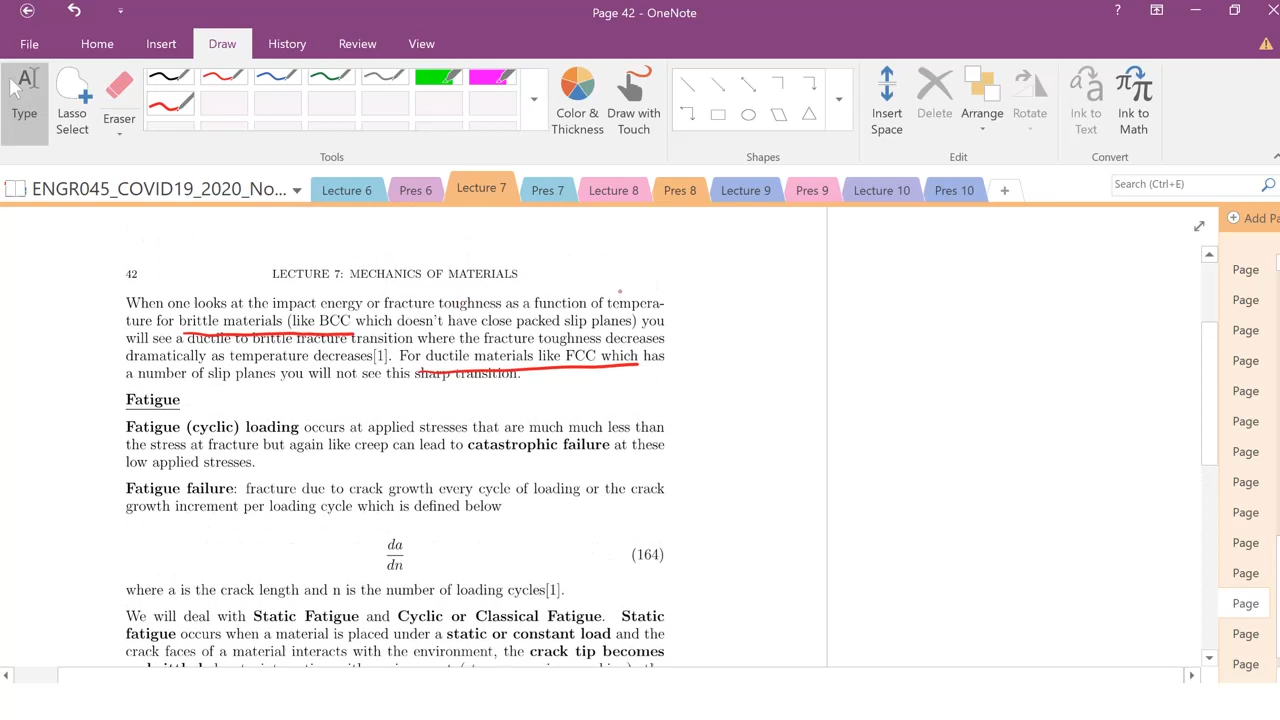 Page 42 - OneNote
?
File Home Insert Draw History Review View
Type
Lasso Select
Eraser
Color & Thickness
Draw with Touch
Insert Space
Delete
Arrange
Rotate
Ink to Text
Ink to Math
Tools
Shapes
Edit
Convert
ENGR045_COVID19_2020_No...
Lecture 6 Pres 6 Lecture 7 Pres 7 Lecture 8 Pres 8 Lecture 9 Pres 9 Lecture 10 Pres 10 +
Search (Ctrl+E)
Add Pa
42 LECTURE 7: MECHANICS OF MATERIALS
When one looks at the impact energy or fracture toughness as a function of tempera-
ture for brittle materials (like BCC which doesn't have close packed slip planes) you
will see a ductile to brittle fracture transition where the fracture toughness decreases
dramatically as temperature decreases[1]. For ductile materials like FCC which has
a number of slip planes you will not see this sharp transition.
Fatigue
Fatigue (cyclic) loading occurs at applied stresses that are much much less than
the stress at fracture but again like creep can lead to catastrophic failure at these
low applied stresses.
Fatigue failure: fracture due to crack growth every cycle of loading or the crack
growth increment per loading cycle which is defined below
da
dn
(164)
where a is the crack length and n is the number of loading cycles[1].
We will deal with Static Fatigue and Cyclic or Classical Fatigue. Static
fatigue occurs when a material is placed under a static or constant load and the
crack faces of a material interacts with the environment, the crack tip becomes
Page
Page
Page
Page
Page
Page
Page
Page
Page
Page
Page
Page
Page
Page